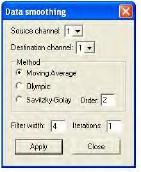 Data smoothing
Source channel: 1
Destination channel: 1
Method
Moving Average
Olympic
Savitzky-Golay Order: 2
Filter width: 4 Iterations: 1
Apply Close